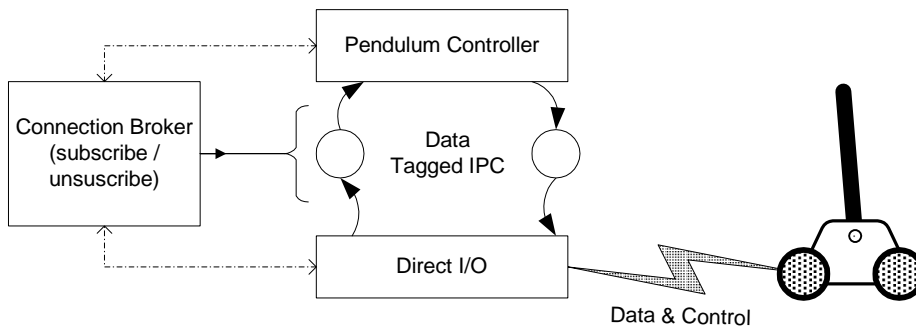 Pendulum Controller
Connection Broker
(subscribe /
unsuscribe)
Data
Tagged IPC
Direct I/O
Data & Control